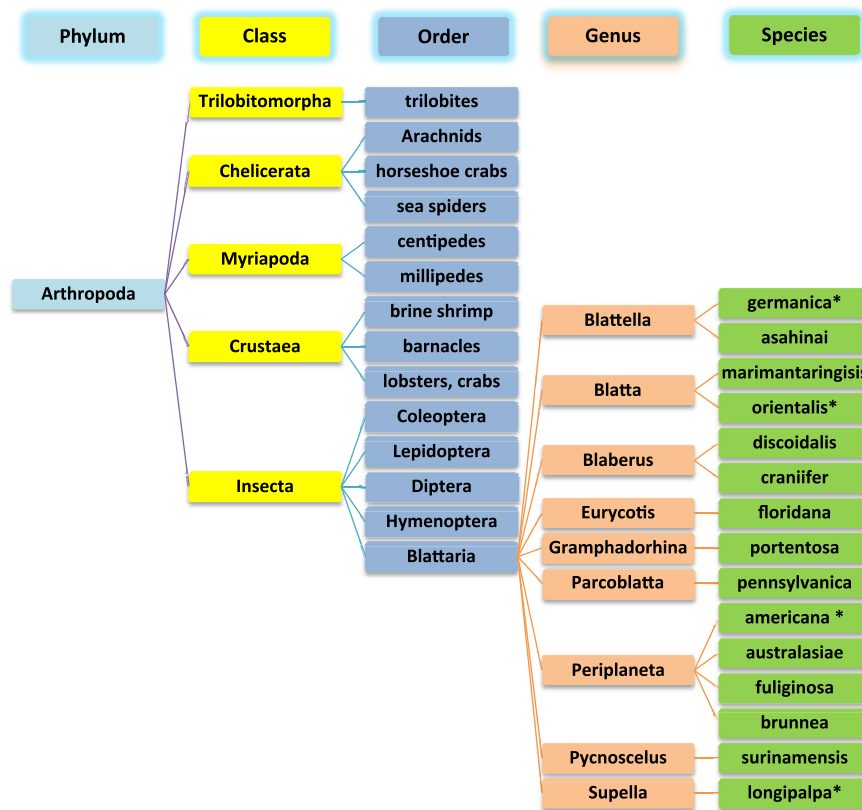 Phylum Class Order Genus Species
Trilobitomorpha trilobites
Arachnids
Chelicerata horseshoe crabs
sea spiders
centipedes
Myriapoda
millipedes
Arthropoda
germanica*
brine shrimp
Blattella
asahinai
Crustaea barnacles
marimantaringisis
lobsters, crabs
Blatta
orientalis*
Coleoptera
discoidalis
Lepidoptera
Blaberus
craniifer
Insecta Diptera
Eurycotis floridana
Hymenoptera
Gramphadorhina portentosa
Blattaria
Parcoblatta pennsylvanica
americana *
australasiae
Periplaneta
fuliginosa
brunnea
Pycnoscelus surinamensis
Supella longipalpa*